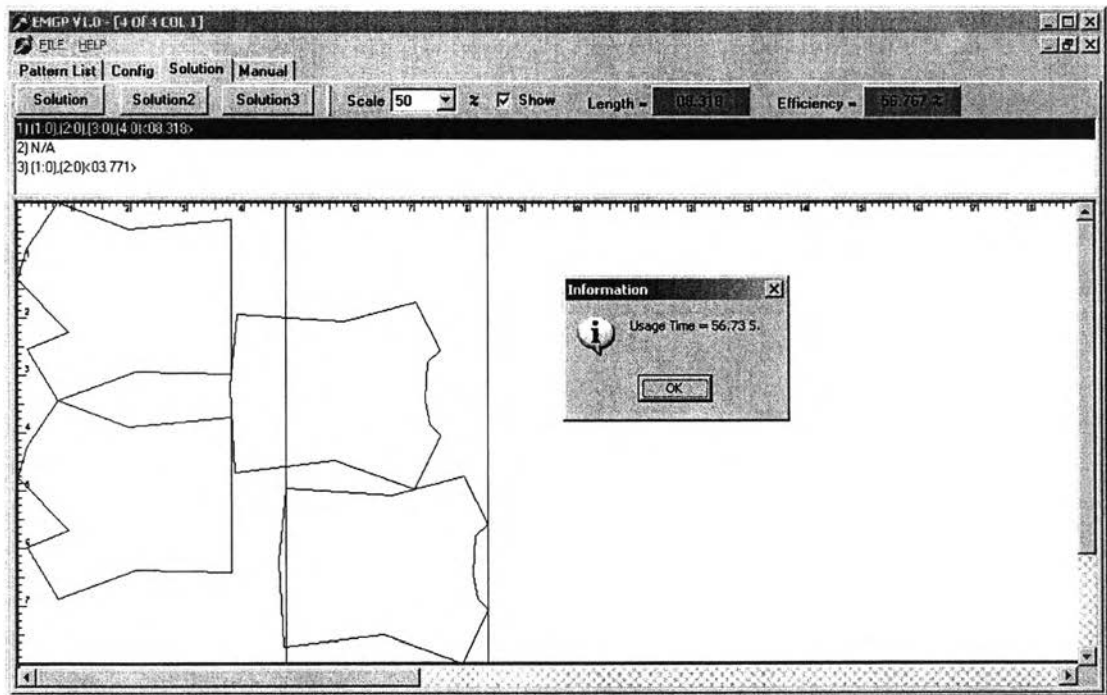 EMGP V1.0 - [4 OF 4 COL 1]
FILE HELP
Pattern List Config Solution Manual
Solution Solution2 Solution3 Scale 50 % Show Length = 08.318 Efficiency = 56.767 %
1) (1:0),(2:0),(3:0),(4:0)<08.318>
2) N/A
3) (1:0),(2:0)<03.771>
Information
Usage Time = 56.73 S.
OK